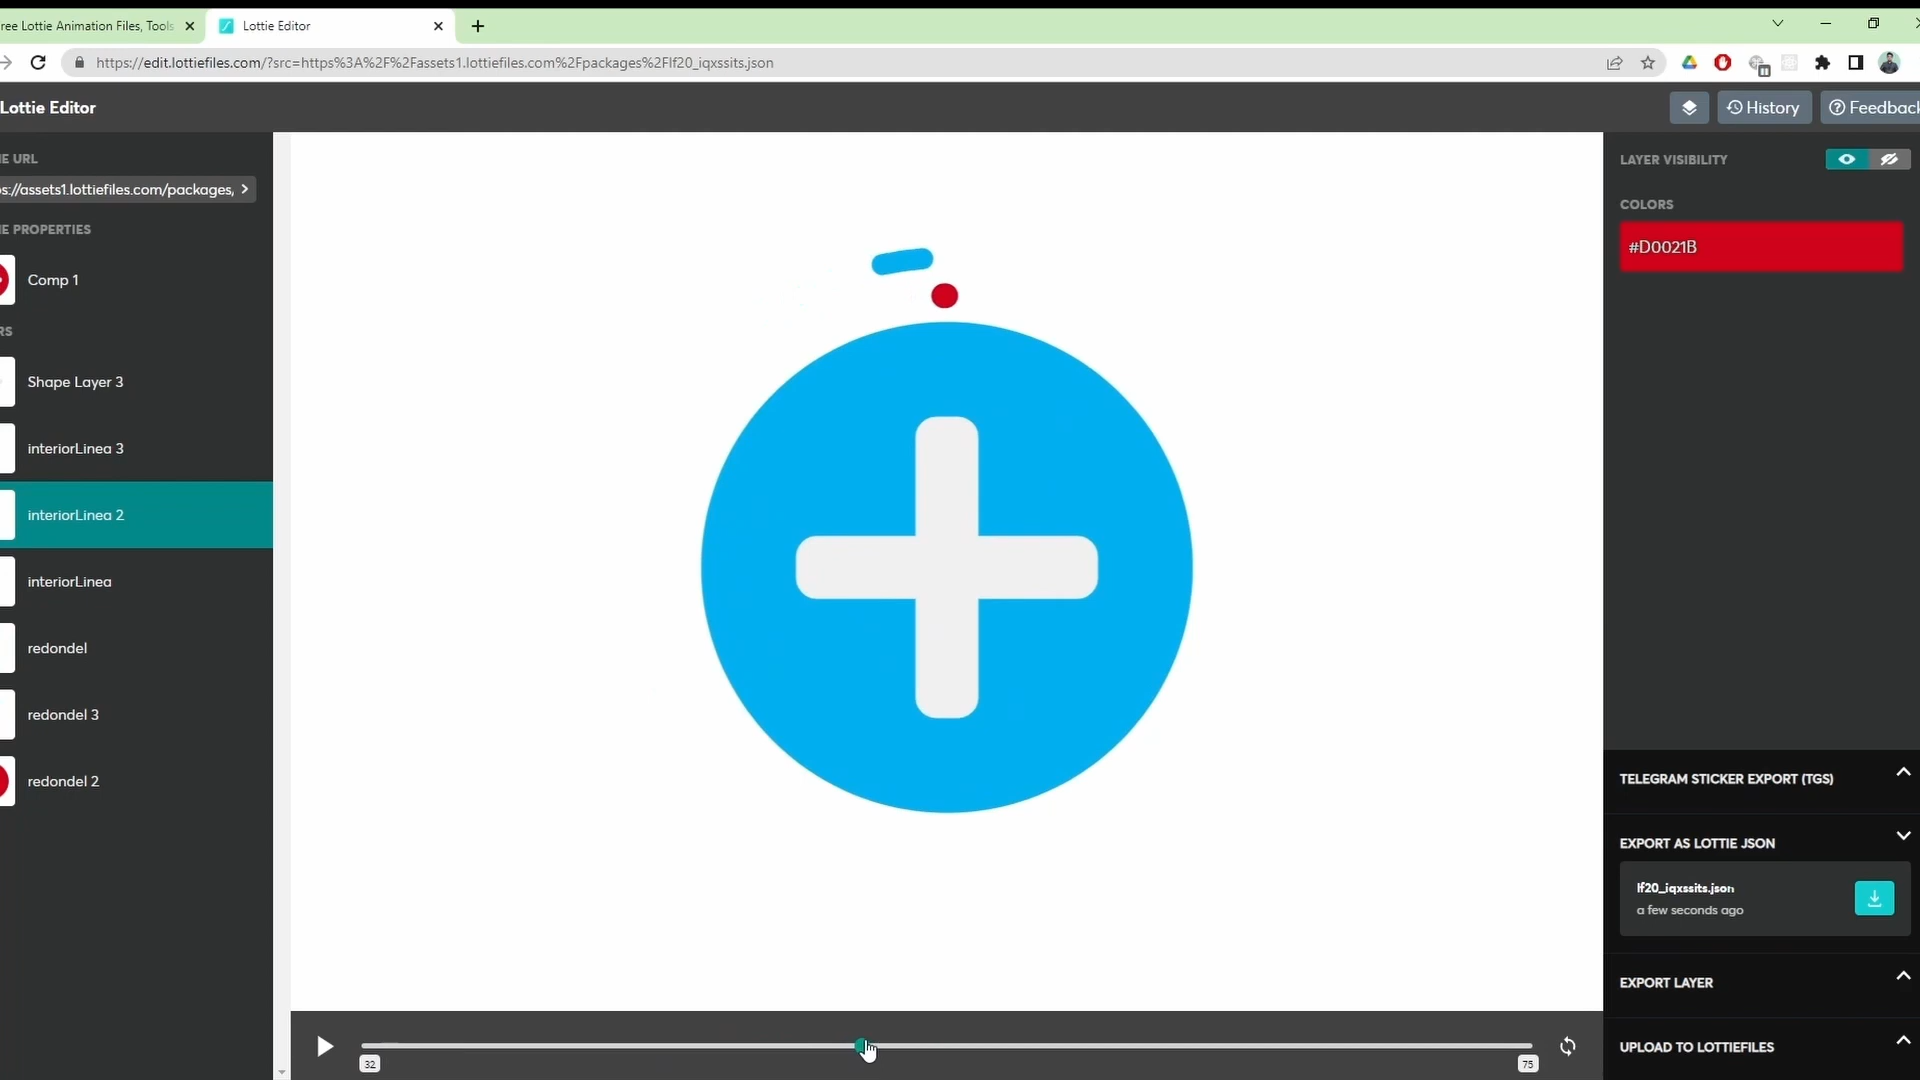 ree Lottie Animation Files, Tools
Lottie Editor
https://edit.lottiefiles.com/?src=https%3A%2F%2Fassets1.lottiefiles.com%2Fpackages%2Flf20_iqxssits.json
Lottie Editor
History
Feedback
E URL
s://assets1.lottiefiles.com/packages,
E PROPERTIES
Comp 1
RS
Shape Layer 3
interiorLinea 3
interiorLinea 2
interiorLinea
redondel
redondel 3
redondel 2
LAYER VISIBILITY
COLORS
#D0021B
TELEGRAM STICKER EXPORT (TGS)
EXPORT AS LOTTIE JSON
lf20_iqxssits.json
a few seconds ago
EXPORT LAYER
UPLOAD TO LOTTIEFILES
32
75